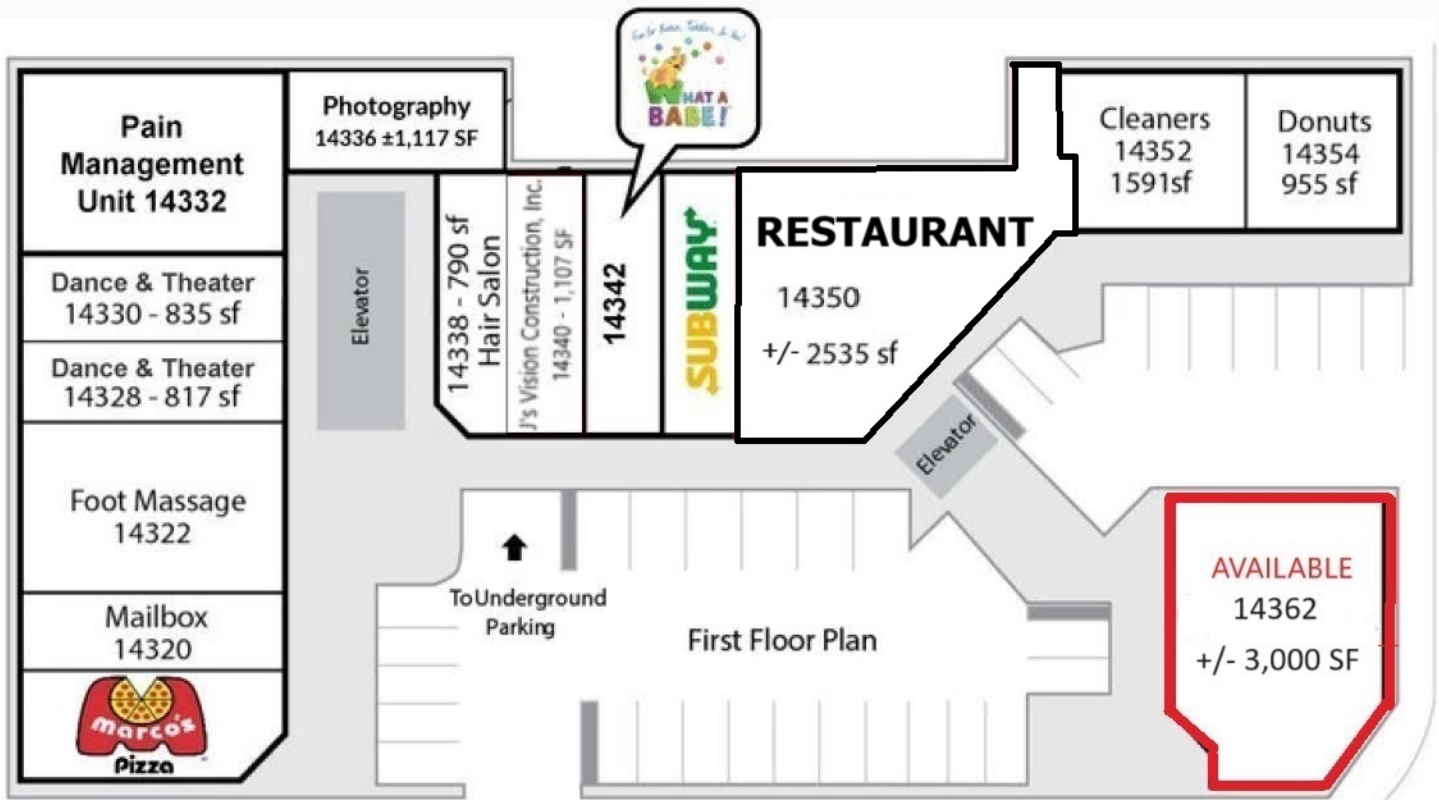 Pain
Management
Unit 14332
Photography
14336 ±1,117 SF
WHAT A
BABE!
Cleaners
14352
1591sf
Donuts
14354
955 sf
Dance & Theater
14330 - 835 sf
Dance & Theater
14328 - 817 sf
Foot Massage
14322
Mailbox
14320
marco's
Pizza
Elevator
14338 - 790 sf
Hair Salon
J's Vision Construction, Inc.
14340 - 1,107 SF
14342
SUBWAY
RESTAURANT
14350
+/- 2535 sf
Elevator
To Underground
Parking
First Floor Plan
AVAILABLE
14362
+/- 3,000 SF